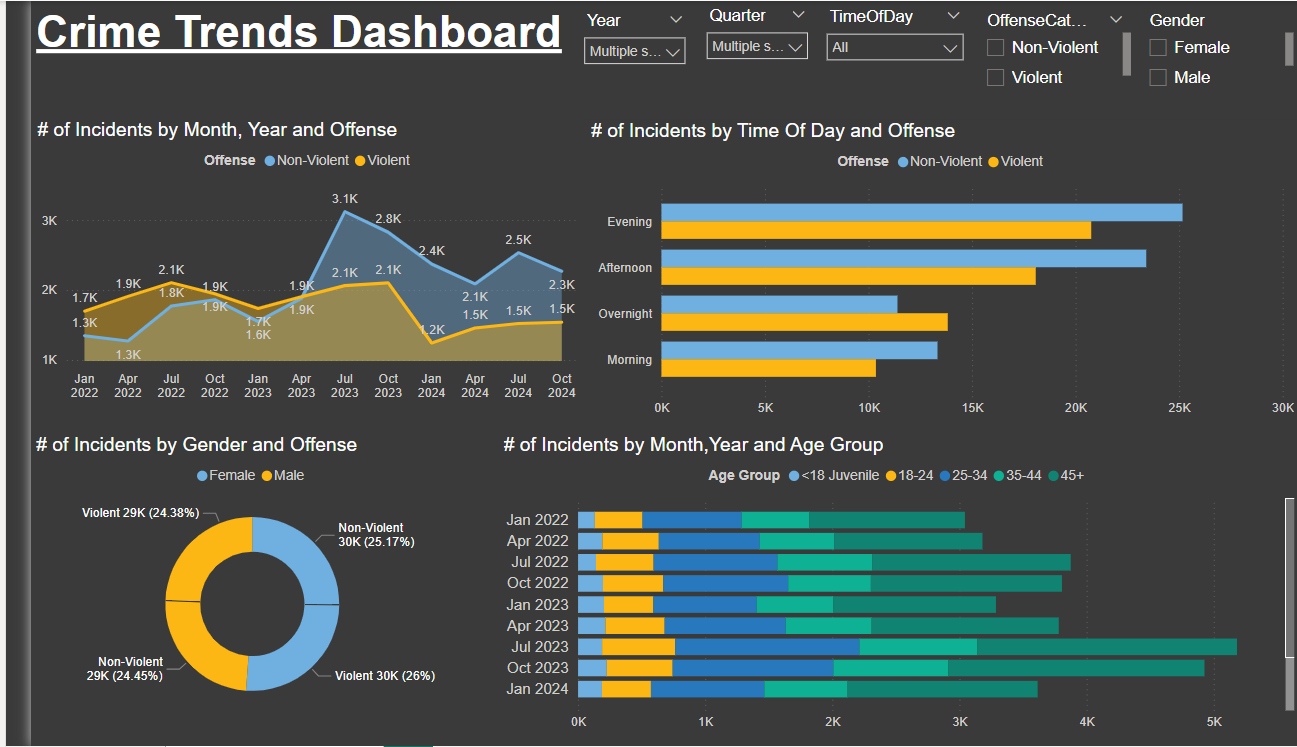 Crime Trends Dashboard
Year
Multiple s...
Quarter
Multiple s...
TimeOfDay
All
OffenseCat...
Non-Violent
Violent
Gender
Female
Male
# of Incidents by Month, Year and Offense
Offense Non-Violent Violent
3K
2K
1K
3.1K
2.8K
2.4K
2.5K
2.3K
1.7K
1.9K
2.1K
1.9K
1.9K
2.1K
2.1K
1.3K
1.8K
1.9K
1.7K
1.6K
1.9K
2.1K
1.3K
1.2K
1.5K
1.5K
1.5K
Jan 2022
Apr 2022
Jul 2022
Oct 2022
Jan 2023
Apr 2023
Jul 2023
Oct 2023
Jan 2024
Apr 2024
Jul 2024
Oct 2024
# of Incidents by Time Of Day and Offense
Offense Non-Violent Violent
Evening
Afternoon
Overnight
Morning
0K 5K 10K 15K 20K 25K 30K
# of Incidents by Gender and Offense
Female Male
Violent 29K (24.38%)
Non-Violent
30K (25.17%)
Non-Violent
29K (24.45%)
Violent 30K (26%)
# of Incidents by Month,Year and Age Group
Age Group <18 Juvenile 18-24 25-34 35-44 45+
Jan 2022
Apr 2022
Jul 2022
Oct 2022
Jan 2023
Apr 2023
Jul 2023
Oct 2023
Jan 2024
0K 1K 2K 3K 4K 5K